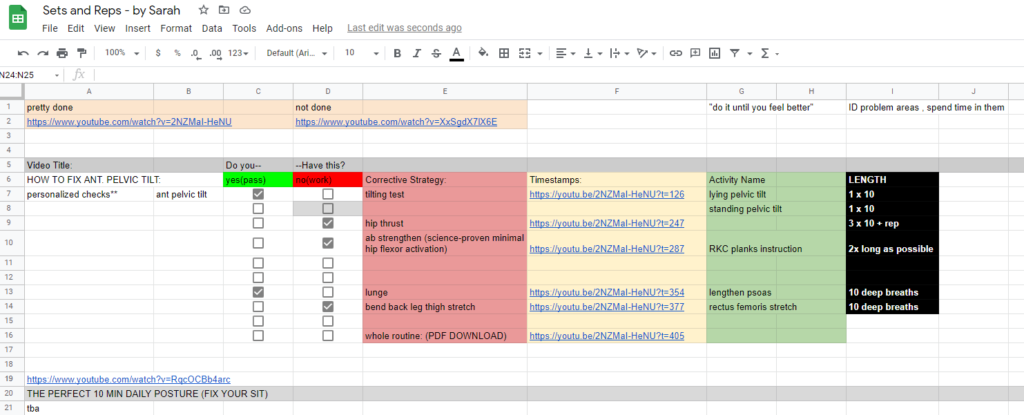 Sets and Reps - by Sarah
File Edit View Insert Format Data Tools Add-ons Help Last edit was seconds ago
100% $ % .0 .00 123 Default (Ari... 10 B I S A
N24:N25 fx
A B C D E F G H I J
1 pretty done not done "do it until you feel better" ID problem areas , spend time in them
2 https://www.youtube.com/watch?v=2NZMaI-HeNU https://www.youtube.com/watch?v=XxSgdX7IX6E
3
4
5 Video Title: Do you-- --Have this?
6 HOW TO FIX ANT. PELVIC TILT: yes(pass) no(work) Corrective Strategy: Timestamps: Activity Name LENGTH
7 personalized checks** ant pelvic tilt tilting test https://youtu.be/2NZMaI-HeNU?t=126 lying pelvic tilt 1 x 10
8 standing pelvic tilt 1 x 10
9 hip thrust https://youtu.be/2NZMaI-HeNU?t=247 3 x 10 + rep
ab strengthen (science-proven minimal
10 hip flexor activation) https://youtu.be/2NZMaI-HeNU?t=287 RKC planks instruction 2x long as possible
11
12
13 lunge https://youtu.be/2NZMaI-HeNU?t=354 lengthen psoas 10 deep breaths
14 bend back leg thigh stretch https://youtu.be/2NZMaI-HeNU?t=377 rectus femoris stretch 10 deep breaths
15
16 whole routine: (PDF DOWNLOAD) https://youtu.be/2NZMaI-HeNU?t=405
17
18
19 https://www.youtube.com/watch?v=RqcOCBb4arc
20 THE PERFECT 10 MIN DAILY POSTURE (FIX YOUR SIT)
21 tba